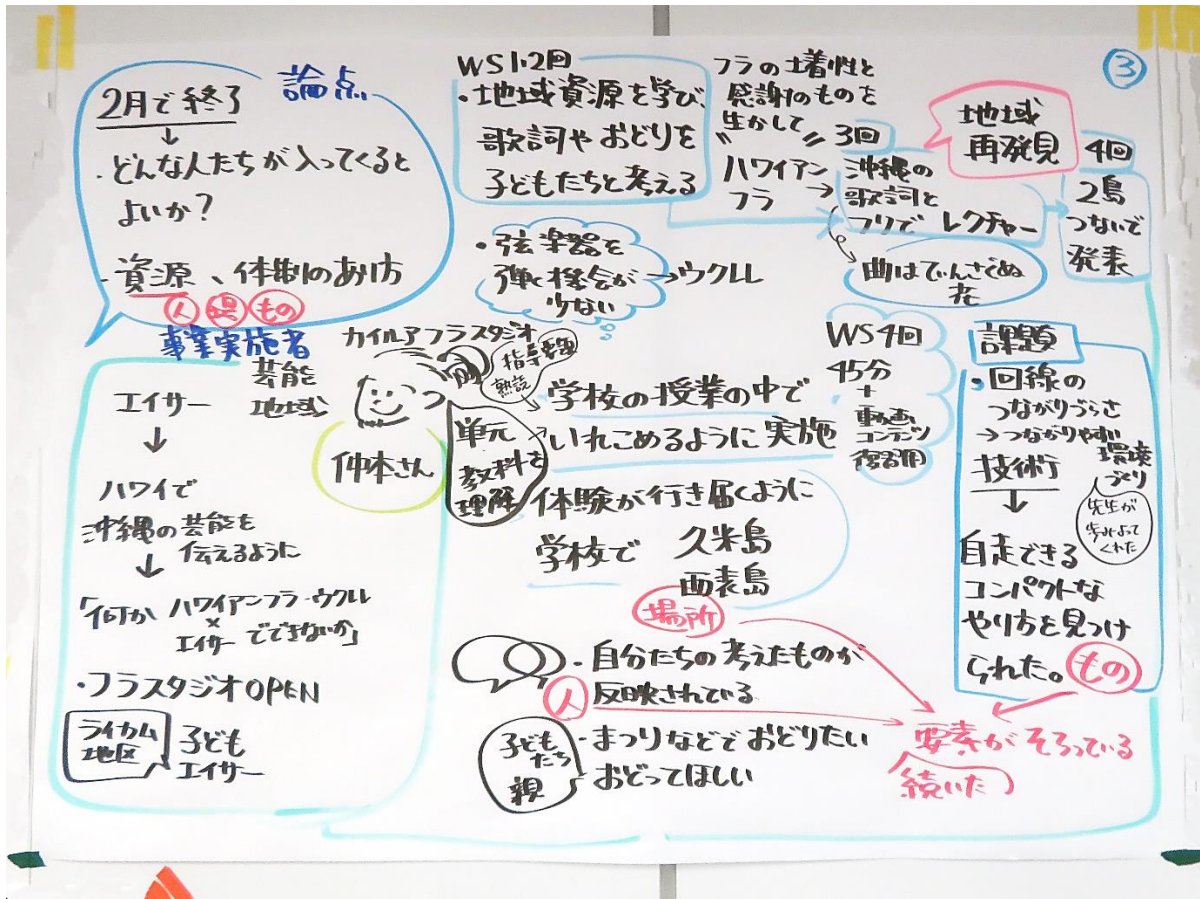 ③
論点
2月で終了
↓
・どんな人たちが入ってくると
よいか?
・資源、体制のあり方
人 場 もの
WS1・2回
・地域資源を学び、
歌詞やおどりを
子どもたちと考える
フラの土着性と
感謝のものを
生かして
ハワイアン
フラ
→
3回
沖縄の
歌詞と
フリで レクチャー
曲はてぃんさぐぬ
花
地域
再発見
4回
2島
つないで
発表
・弦楽器を
弾く機会が
少ない
→ウクレレ
事業実施者
芸能
地域
エイサー
↓
ハワイで
沖縄の芸能を
伝えるように
↓
「何か ハワイアンフラ・ウクレレ
×
エイサー でできないか」
・フラスタジオOPEN
ライカム
地区
子ども
エイサー
カイルアフラスタジオ
仲本さん
指導要領
熟読
単元
教科を
理解
学校の授業の中で
いれこめるように実施
体験が行き届くように
学校で 久米島
西表島
場所
WS4回
45分
+
動画
コンテンツ
復習用
課題
・回線の
つながりづらさ
→つながりやすい
環境
づくり
技術庁
先生が
歩みよって
くれた
↓
自走できる
コンパクトな
やり方を見つけ
られた。
もの
・自分たちの考えたものが
反映されている
人
子ども
たち
親
・まつりなどでおどりたい
おどってほしい
要素がそろっている
続いた